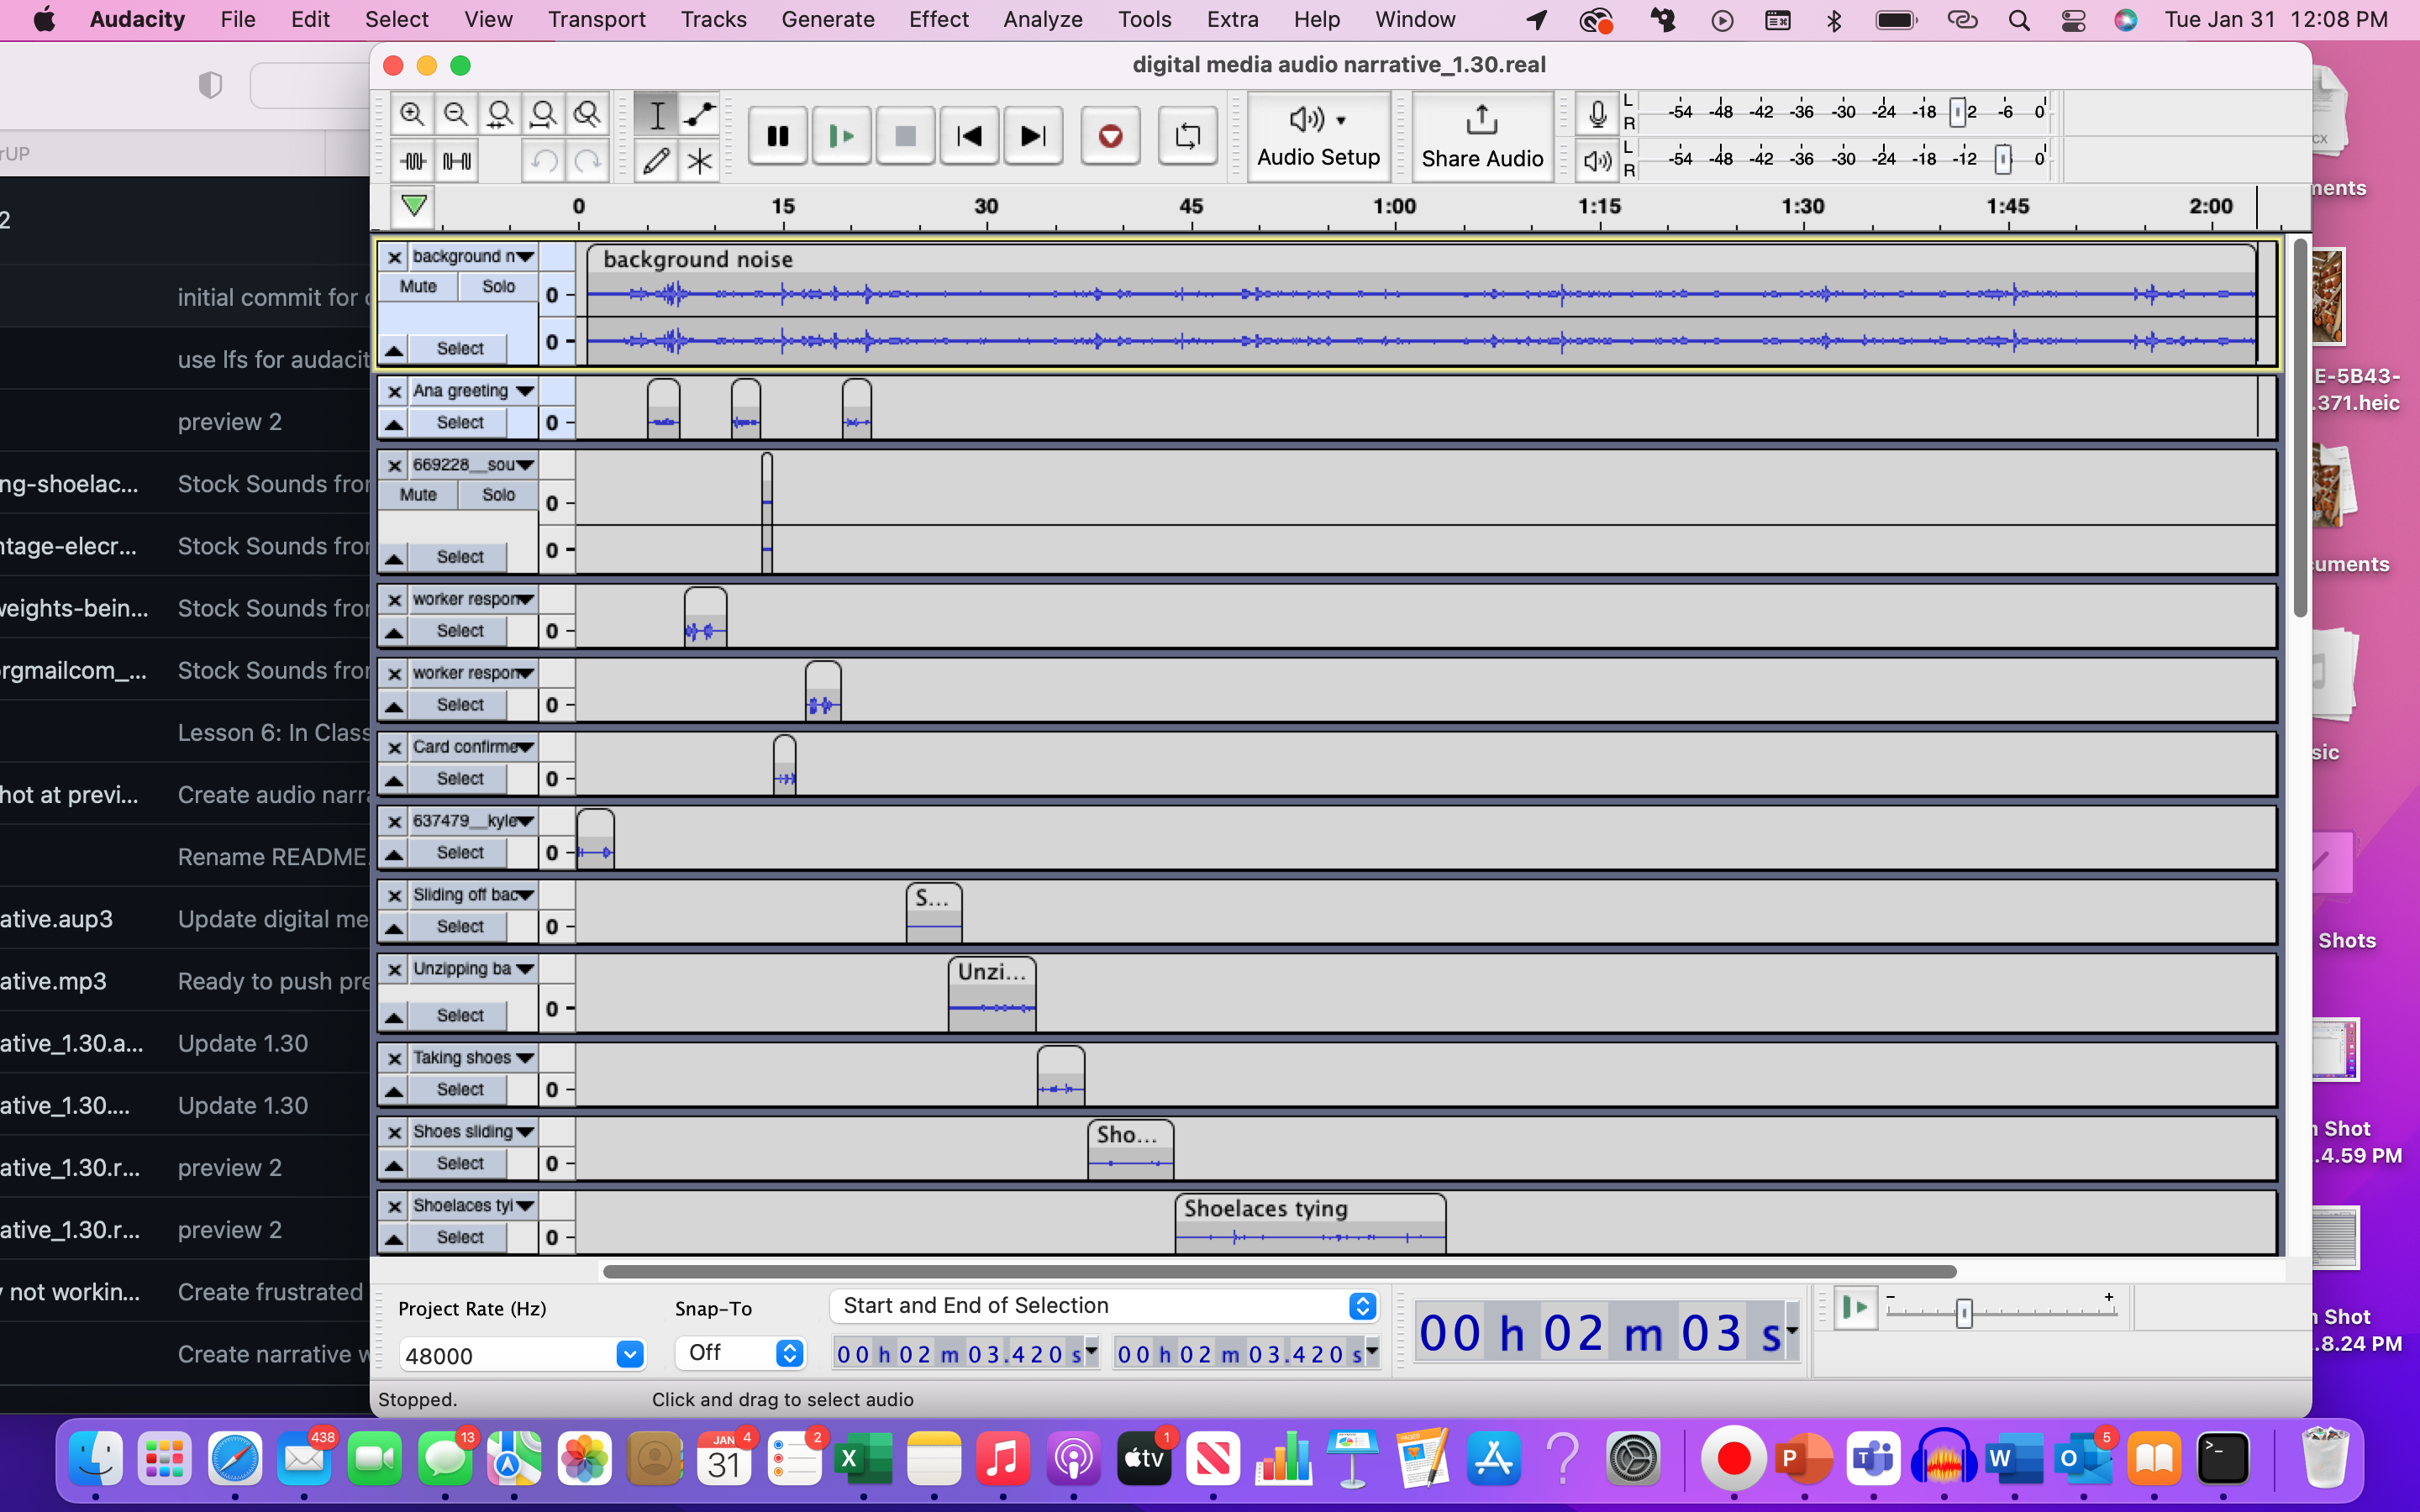 Audacity File Edit Select View Transport Tracks Generate Effect Analyze Tools Extra Help Window Tue Jan 31 12:08 PM
digital media audio narrative_1.30.real
rUP
2
initial commit for
use lfs for audacit
preview 2
ng-shoelac... Stock Sounds fro
ntage-elecr... Stock Sounds fro
weights-bein... Stock Sounds fro
orgmailcom_... Stock Sounds fro
Lesson 6: In Class
hot at previ... Create audio narr
Rename README.
ative.aup3 Update digital me
ative.mp3 Ready to push pre
ative_1.30.a... Update 1.30
ative_1.30.... Update 1.30
ative_1.30.r... preview 2
ative_1.30.r... preview 2
y not workin... Create frustrated
Create narrative w
Audio Setup
Share Audio
L R -54 -48 -42 -36 -30 -24 -18 2 -6 0
L R -54 -48 -42 -36 -30 -24 -18 -12 0
0 15 30 45 1:00 1:15 1:30 1:45 2:00
background n
background noise
Mute Solo
0
Select
0
Ana greeting
Select
0
669228__sou
Mute Solo
0
Select
0
worker respon
Select
0
worker respon
Select
0
Card confirme
Select
0
637479__kyle
Select
0
Sliding off bac
S...
Select
0
Unzipping ba
Unzi...
Select
0
Taking shoes
Select
0
Shoes sliding
Sho...
Select
0
Shoelaces tyi
Shoelaces tying
Select
0
Project Rate (Hz)
48000
Snap-To
Off
Start and End of Selection
00 h 02 m 03.420 s
00 h 02 m 03.420 s
00 h 02 m 03 s
- +
Stopped.
Click and drag to select audio
cx
ments
E-5B43-
.371.heic
cuments
sic
Shots
n Shot
.4.59 PM
n Shot
.8.24 PM
438
13
JAN
31
4
2
X
tv
1
PAGES
P
T
W
O
5
>_